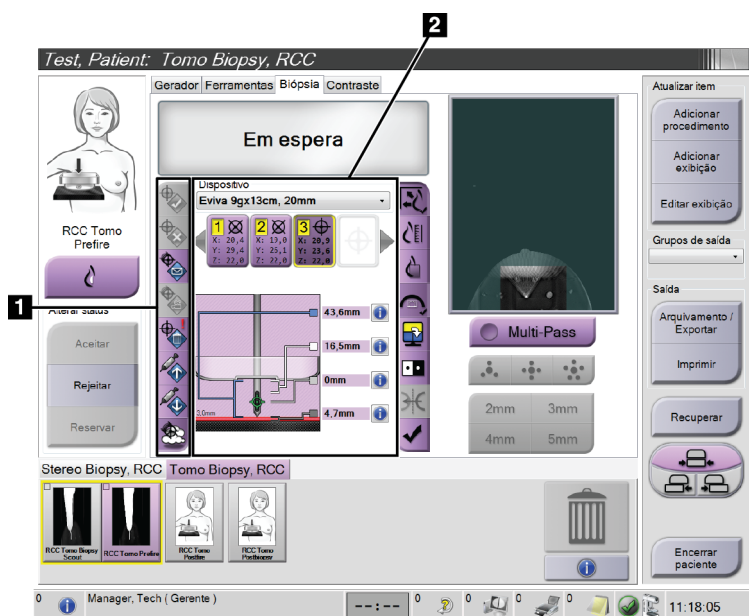 2
Test, Patient: Tomo Biopsy, RCC
Gerador Ferramentas Biópsia Contraste
Atualizar item
Adicionar
procedimento
Adicionar
exibição
Editar exibição
Grupos de saída
Saída
Arquivamento /
Exportar
Imprimir
Recuperar
Encerrar
paciente
Em espera
RCC Tomo
Prefire
1
Alterar status
Aceitar
Rejeitar
Reservar
Dispositivo
Eviva 9gx13cm, 20mm
1
X: 20,4
Y: 29,4
Z: 22,0
2
X: 19,0
Y: 25,1
Z: 22,0
3
X: 20,9
Y: 23,6
Z: 22,0
43,6mm
16,5mm
0mm
4,7mm
3,0mm
Multi-Pass
2mm 3mm
4mm 5mm
Stereo Biopsy, RCC Tomo Biopsy, RCC
RCC Tomo Biopsy
Scout
RCC Tomo Prefire
RCC Tomo
Postfire
RCC Tomo
Postbiopsy
0 Manager, Tech ( Gerente ) --:-- 0 0 0 0 11:18:05